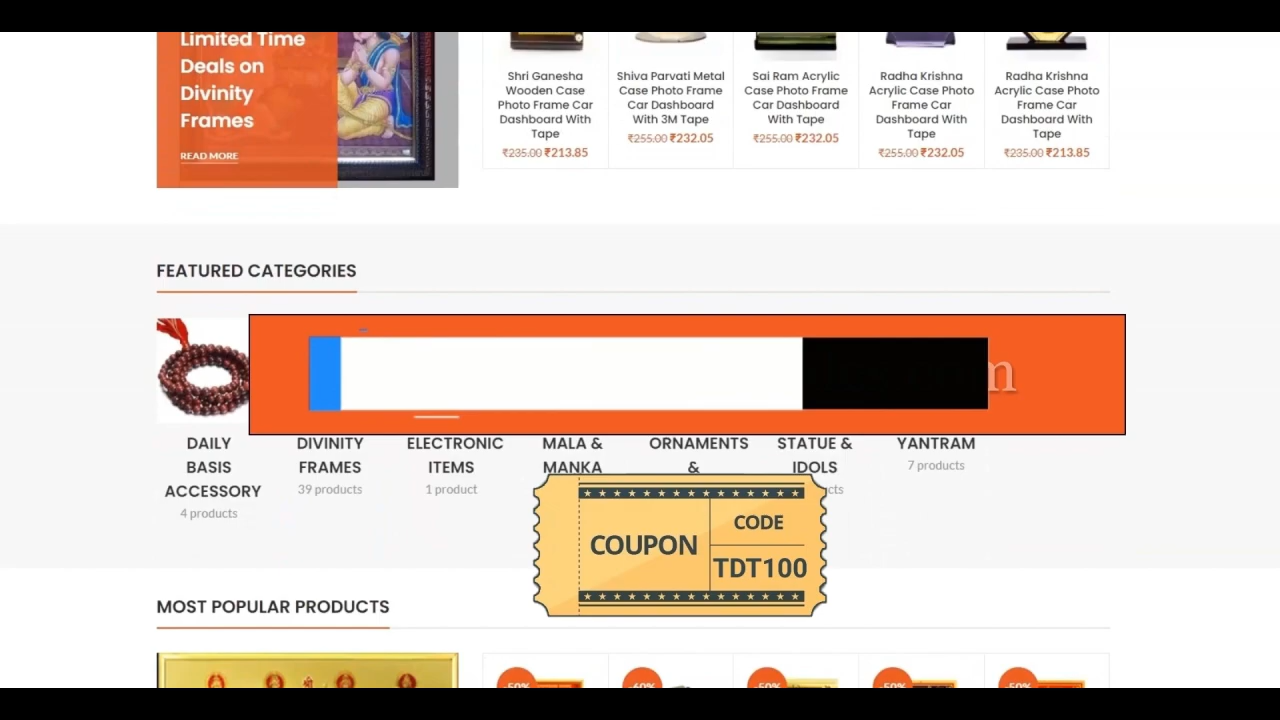 Limited Time
Deals on
Divinity
Frames
READ MORE
Shri Ganesha
Wooden Case
Photo Frame Car
Dashboard With
Tape
₹235.00 ₹213.85
Shiva Parvati Metal
Case Photo Frame
Car Dashboard
With 3M Tape
₹255.00 ₹232.05
Sai Ram Acrylic
Case Photo Frame
Car Dashboard
With Tape
₹255.00 ₹232.05
Radha Krishna
Acrylic Case Photo
Frame Car
Dashboard With
Tape
₹255.00 ₹232.05
Radha Krishna
Acrylic Case Photo
Frame Car
Dashboard With
Tape
₹235.00 ₹213.85
FEATURED CATEGORIES
DAILY
BASIS
ACCESSORY
4 products
DIVINITY
FRAMES
39 products
ELECTRONIC
ITEMS
1 product
MALA &
MANKA
ORNAMENTS
&
STATUE &
IDOLS
YANTRAM
7 products
COUPON
CODE
TDT100
MOST POPULAR PRODUCTS
-50%
-60%
-50%
-50%
-50%